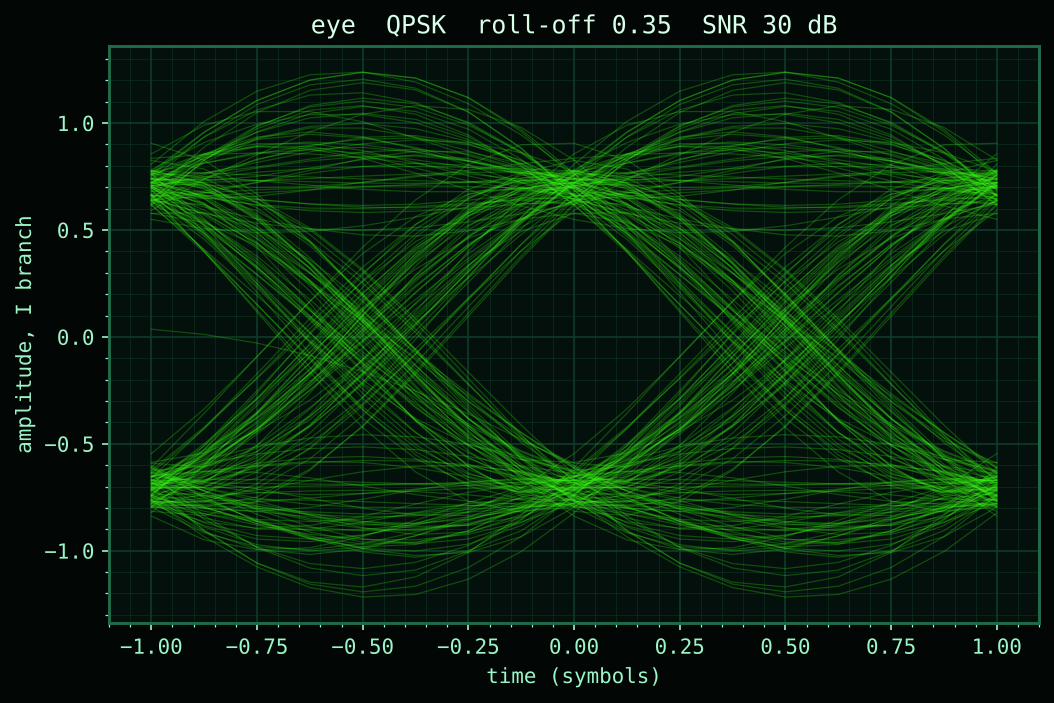 eye  QPSK  roll-off 0.35  SNR 30 dB
1.0
0.5
0.0
−0.5
−1.0
amplitude, I branch
−1.00 −0.75 −0.50 −0.25 0.00 0.25 0.50 0.75 1.00
time (symbols)